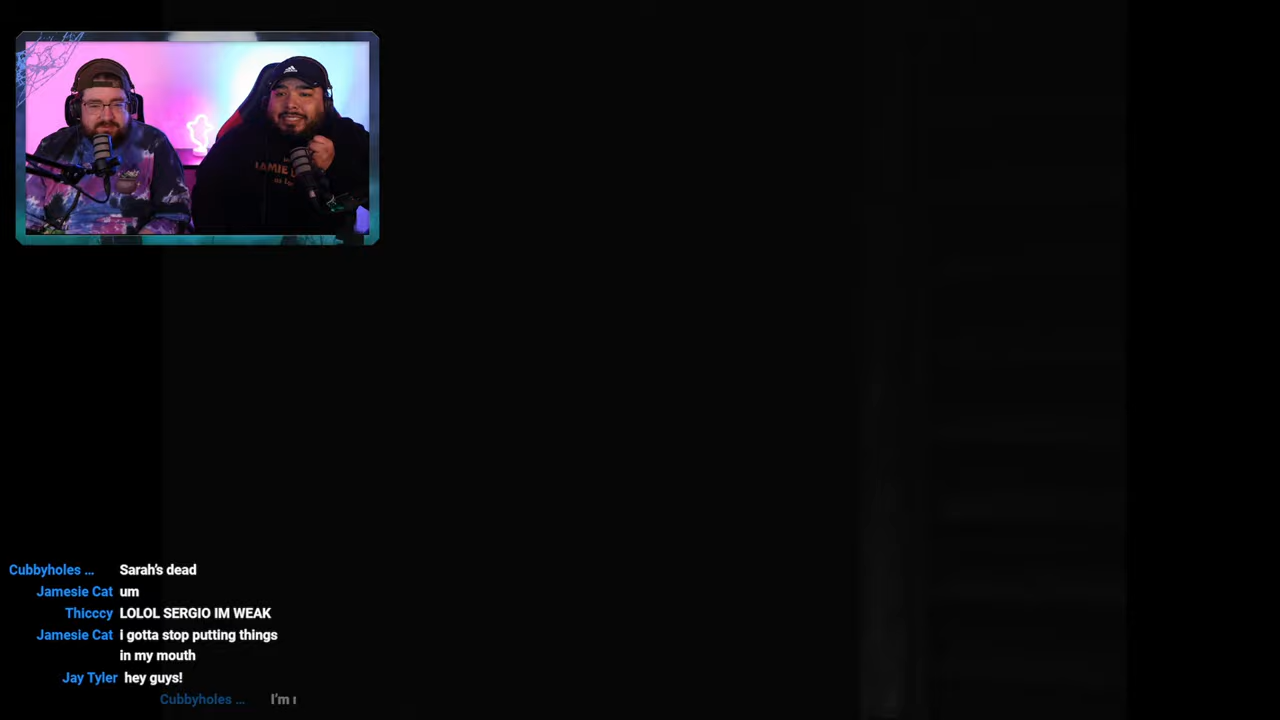 Cubbyholes ... Sarah's dead
Jamesie Cat um
Thicccy LOLOL SERGIO IM WEAK
Jamesie Cat i gotta stop putting things
in my mouth
Jay Tyler hey guys!
Cubbyholes ... I'm